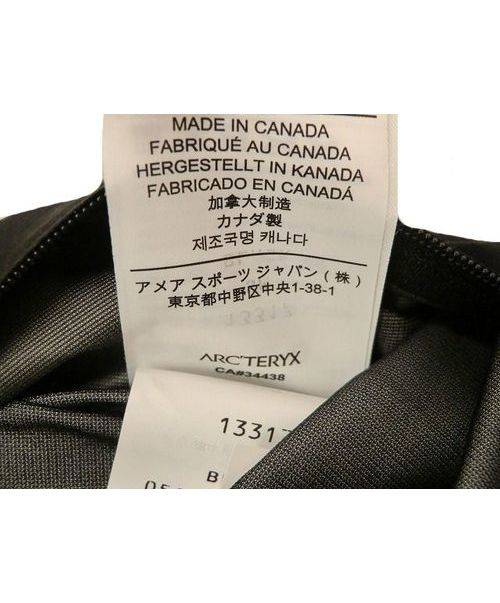 MADE IN CANADA
FABRIQUÉ AU CANADA
HERGESTELLT IN KANADA
FABRICADO EN CANADÁ
加拿大制造
カナダ製
제조국명 캐나다
アメア スポーツ ジャパン ( 株 )
東京都中野区中央1-38-1
ARC'TERYX
CA#34438